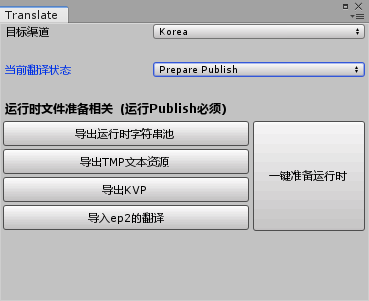 Translate
目标渠道 Korea
当前翻译状态 Prepare Publish
运行时文件准备相关 (运行Publish必须)
导出运行时字符串池
导出TMP文本资源
导出KVP
导入ep2的翻译
一键准备运行时